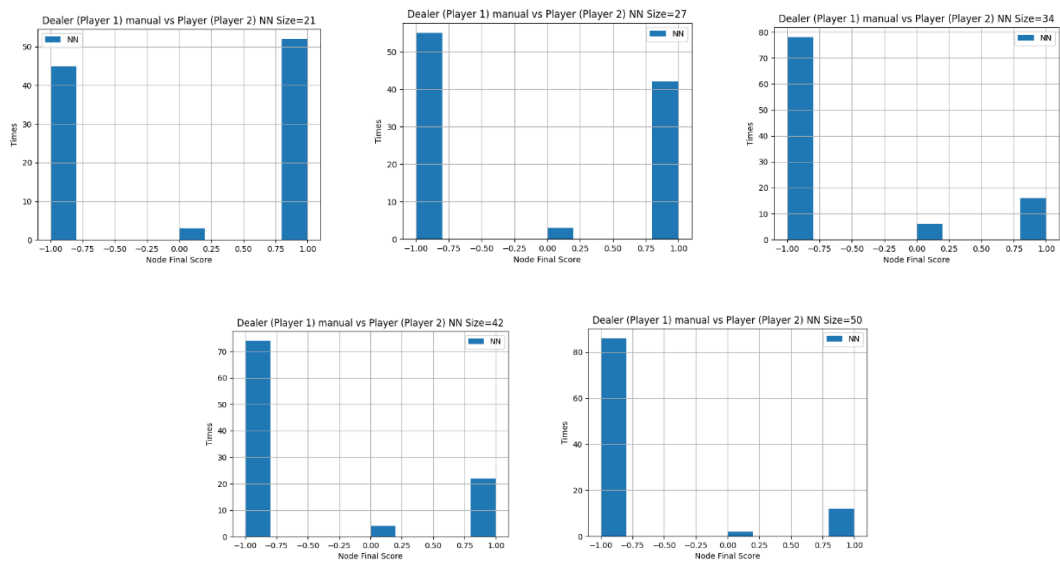 Dealer (Player 1) manual vs Player (Player 2) NN Size=21
NN
50
40
30
20
10
0
Times
−1.00 −0.75 −0.50 −0.25 0.00 0.25 0.50 0.75 1.00
Node Final Score
Dealer (Player 1) manual vs Player (Player 2) NN Size=27
NN
50
40
30
20
10
0
Times
−1.00 −0.75 −0.50 −0.25 0.00 0.25 0.50 0.75 1.00
Node Final Score
Dealer (Player 1) manual vs Player (Player 2) NN Size=34
NN
80
70
60
50
40
30
20
10
0
Times
−1.00 −0.75 −0.50 −0.25 0.00 0.25 0.50 0.75 1.00
Node Final Score
Dealer (Player 1) manual vs Player (Player 2) NN Size=42
NN
70
60
50
40
30
20
10
0
Times
−1.00 −0.75 −0.50 −0.25 0.00 0.25 0.50 0.75 1.00
Node Final Score
Dealer (Player 1) manual vs Player (Player 2) NN Size=50
NN
80
60
40
20
0
Times
−1.00 −0.75 −0.50 −0.25 0.00 0.25 0.50 0.75 1.00
Node Final Score